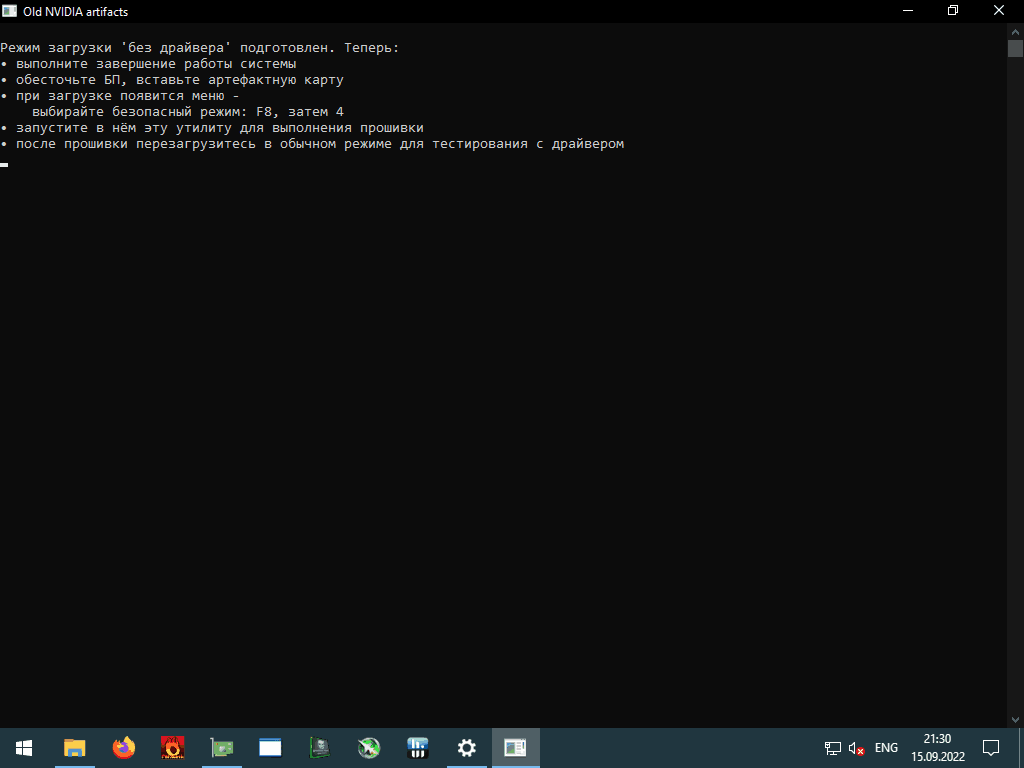 Old NVIDIA artifacts
Режим загрузки 'без драйвера' подготовлен. Теперь:
• выполните завершение работы системы
• обесточьте БП, вставьте артефактную карту
• при загрузке появится меню -
выбирайте безопасный режим: F8, затем 4
• запустите в нём эту утилиту для выполнения прошивки
• после прошивки перезагрузитесь в обычном режиме для тестирования с драйвером
ENG
21:30
15.09.2022